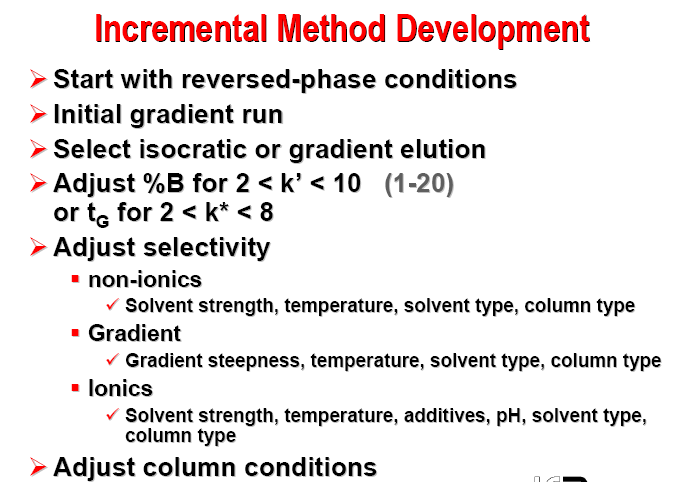 Incremental Method Development
Start with reversed-phase conditions
Initial gradient run
Select isocratic or gradient elution
Adjust %B for 2 < k’ < 10 (1-20)
or tG for 2 < k* < 8
Adjust selectivity
non-ionics
Solvent strength, temperature, solvent type, column type
Gradient
Gradient steepness, temperature, solvent type, column type
Ionics
Solvent strength, temperature, additives, pH, solvent type,
column type
Adjust column conditions